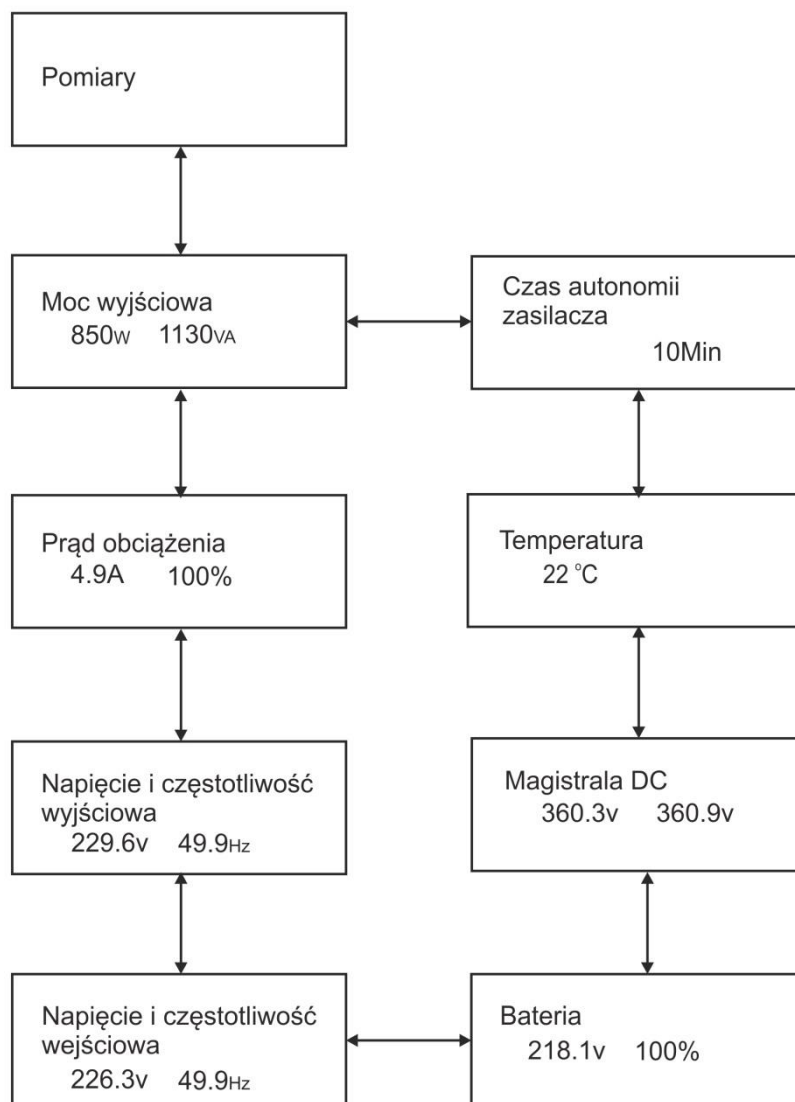 Pomiary
Moc wyjściowa
850W 1130VA
Czas autonomii
zasilacza
10Min
Prąd obciążenia
4.9A 100%
Temperatura
22 °C
Napięcie i częstotliwość
wyjściowa
229.6v 49.9Hz
Magistrala DC
360.3v 360.9v
Napięcie i częstotliwość
wejściowa
226.3v 49.9Hz
Bateria
218.1v 100%